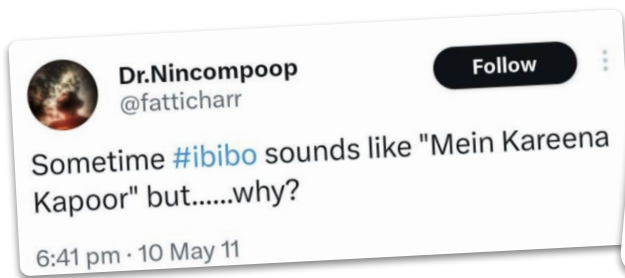 Dr.Nincompoop
Follow
@fatticharr
Sometime #ibibo sounds like "Mein Kareena
Kapoor" but......why?
6:41 pm · 10 May 11